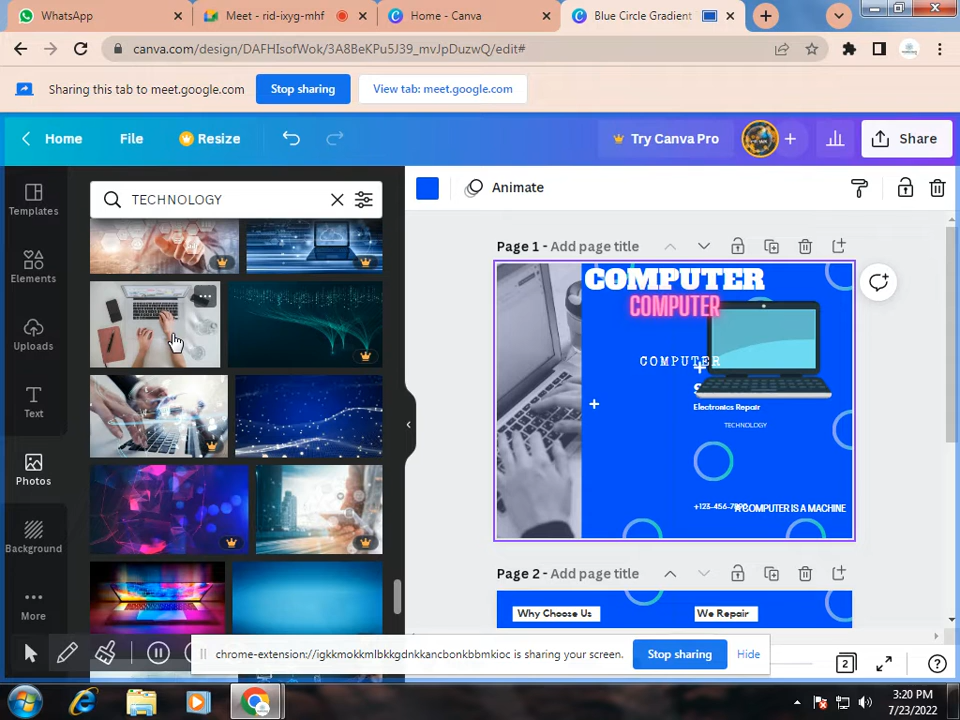 WhatsApp
Meet - rid-ixyg-mhf
Home - Canva
Blue Circle Gradient
canva.com/design/DAFHIsofWok/3A8BeKPu5J39_mvJpDuzwQ/edit#
Sharing this tab to meet.google.com
Stop sharing
View tab: meet.google.com
Home
File
Resize
Try Canva Pro
Share
Templates
Elements
Uploads
Text
Photos
Background
More
TECHNOLOGY
Animate
Page 1 - Add page title
COMPUTER
COMPUTER
COMPUTER
Electronics Repair
TECHNOLOGY
A COMPUTER IS A MACHINE
Page 2 - Add page title
Why Choose Us
We Repair
chrome-extension://igkkmokkmlbkkgdnkkancbonkbbmkioc is sharing your screen.
Stop sharing
Hide
2
3:20 PM
7/23/2022